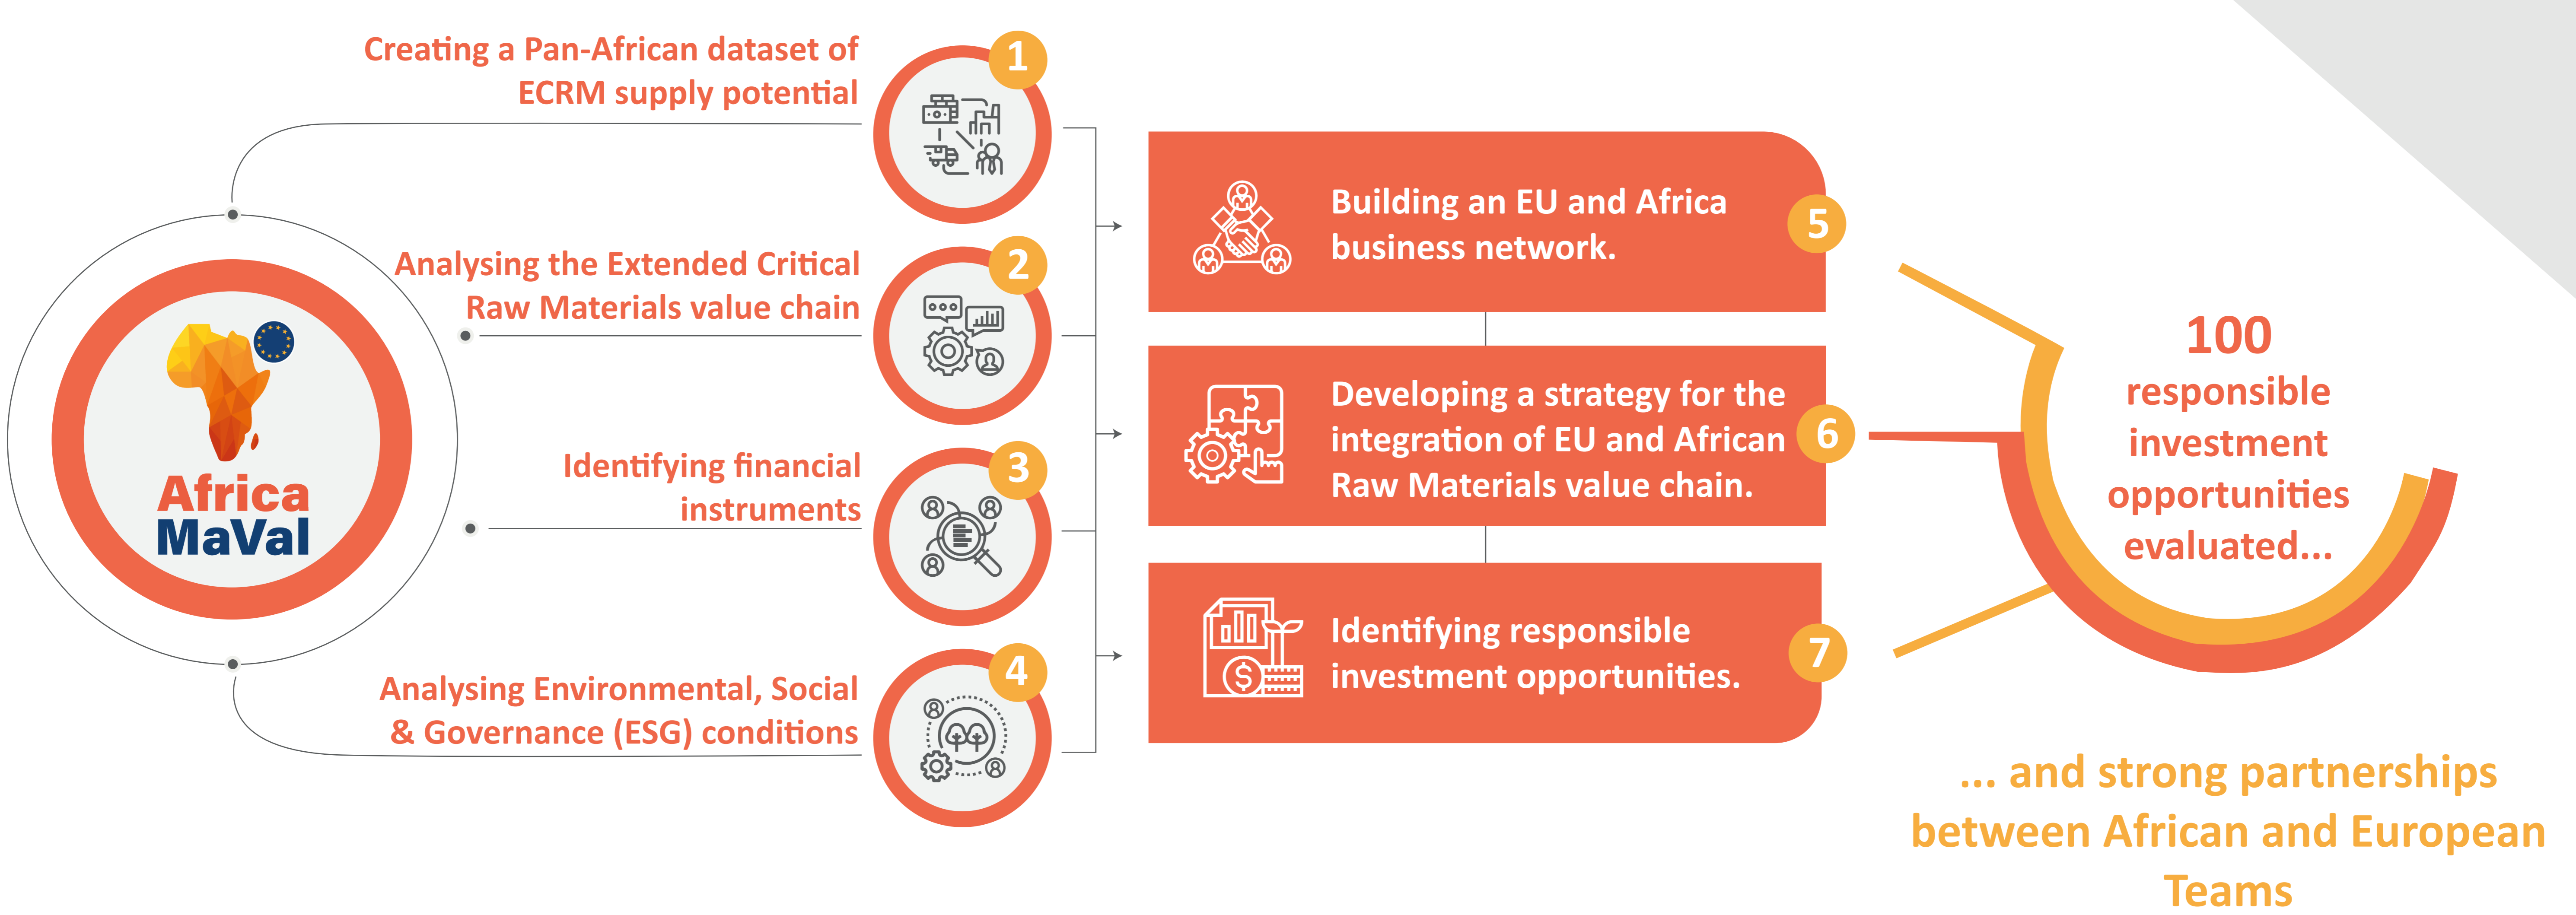 Creating a Pan-African dataset of
ECRM supply potential
1
Analysing the Extended Critical
Raw Materials value chain
2
Identifying financial
instruments
3
Analysing Environmental, Social
& Governance (ESG) conditions
4
Africa
MaVal
Building an EU and Africa
business network.
5
Developing a strategy for the
integration of EU and African
Raw Materials value chain.
6
Identifying responsible
investment opportunities.
7
$
100
responsible
investment
opportunities
evaluated...
... and strong partnerships
between African and European
Teams